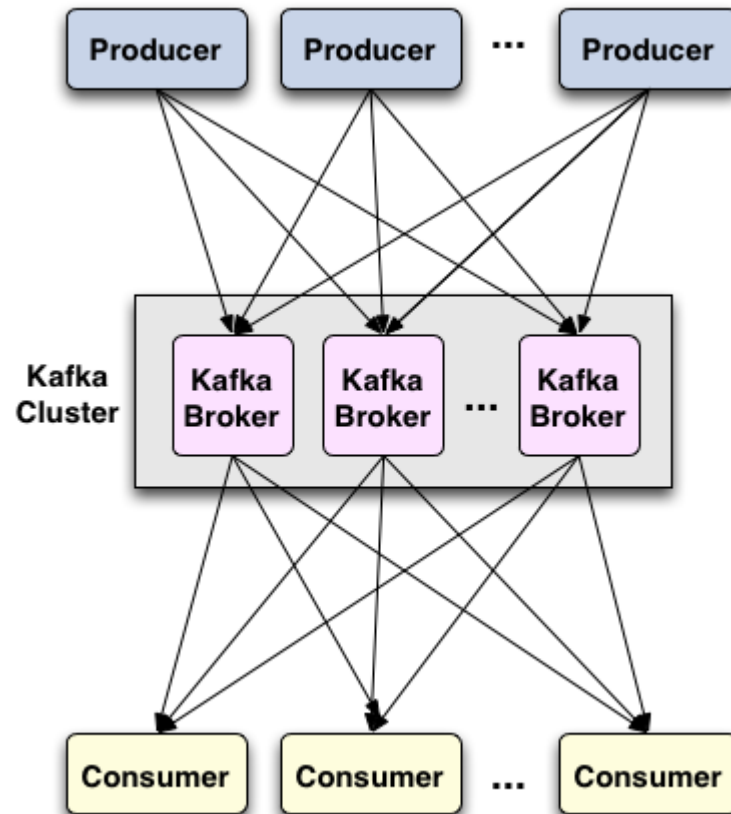 Producer
Producer
...
Producer
Kafka
Cluster
Kafka
Broker
Kafka
Broker
...
Kafka
Broker
Consumer
Consumer
...
Consumer